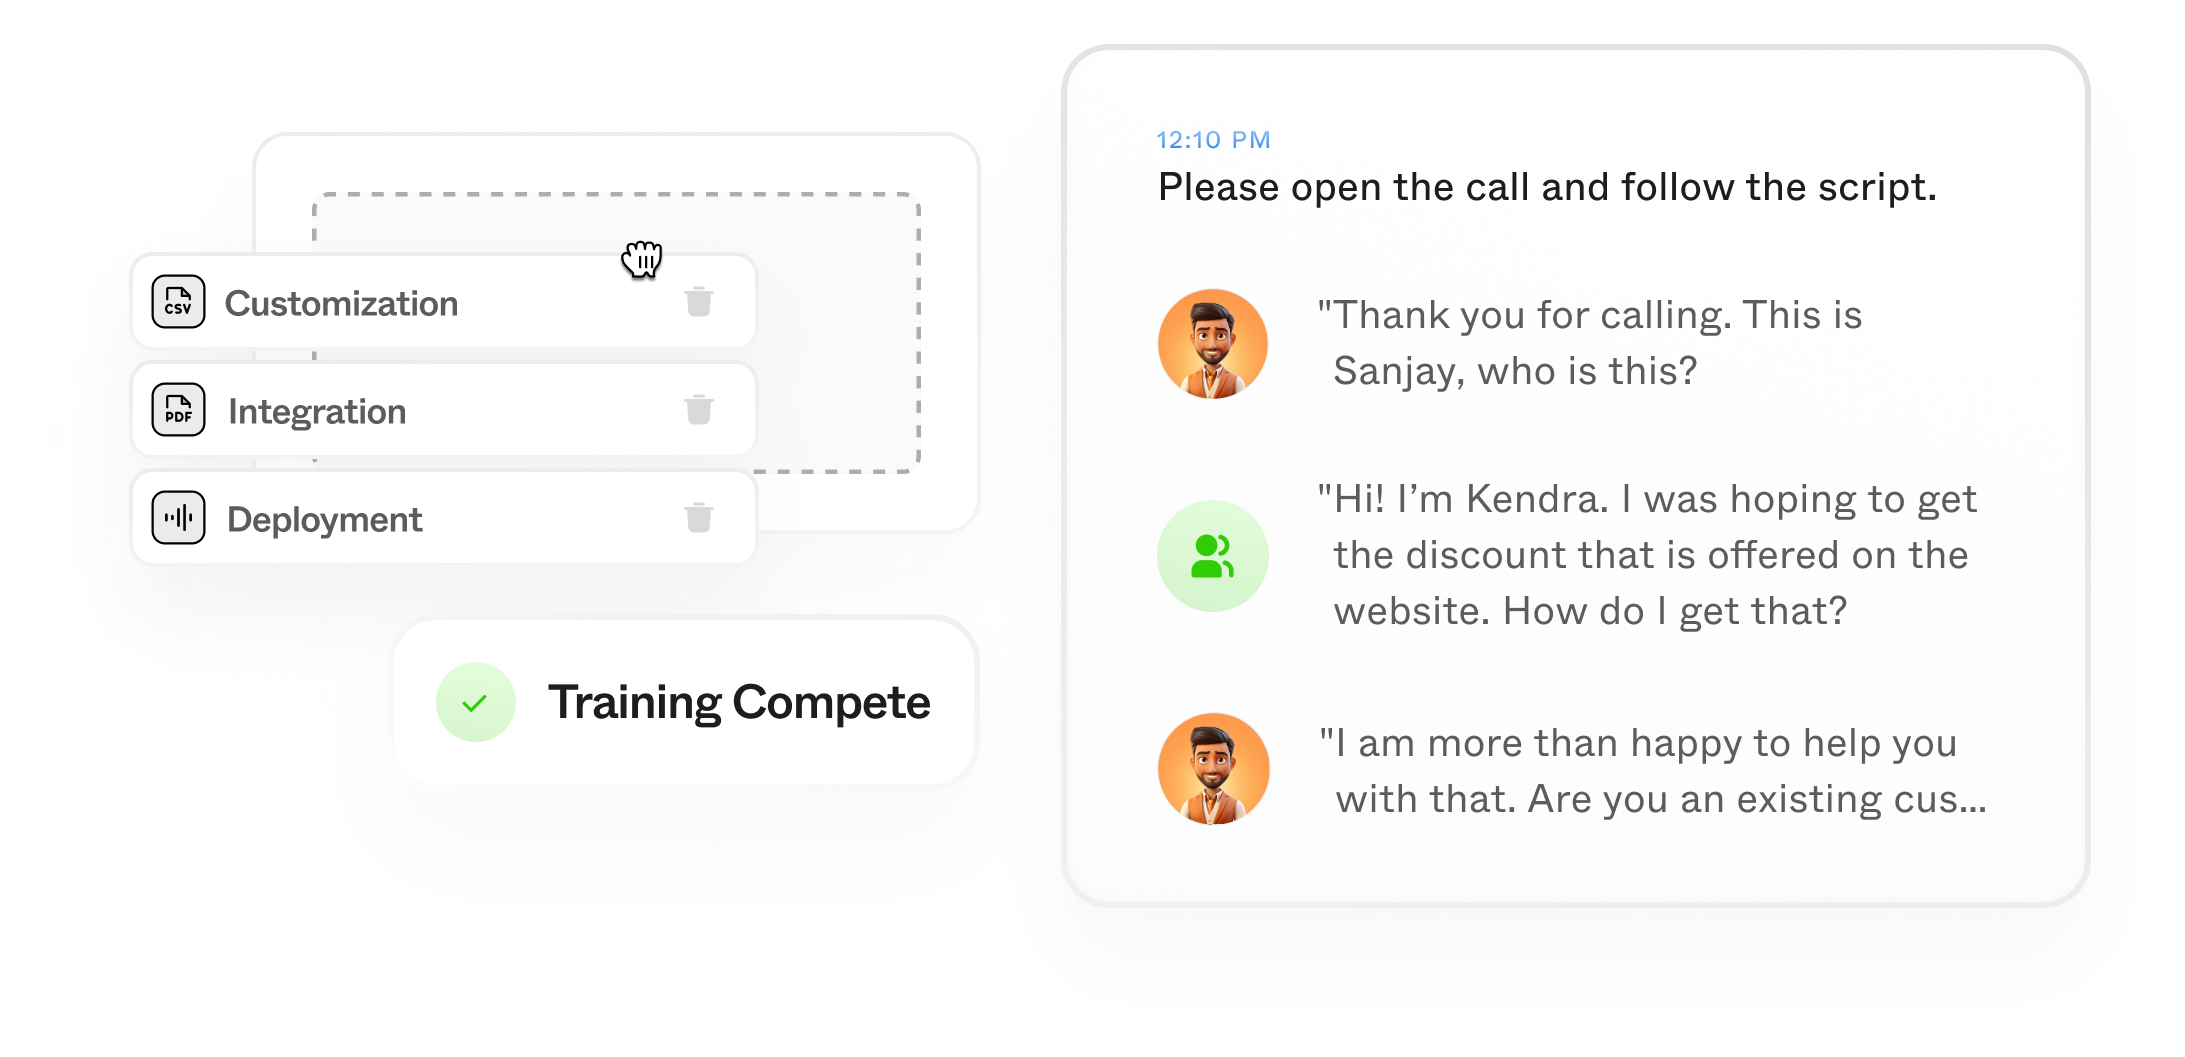 CSV
Customization
PDF
Integration
Deployment
Training Compete
12:10 PM
Please open the call and follow the script.
"Thank you for calling. This is
Sanjay, who is this?
"Hi! I’m Kendra. I was hoping to get
the discount that is offered on the
website. How do I get that?
"I am more than happy to help you
with that. Are you an existing cus...